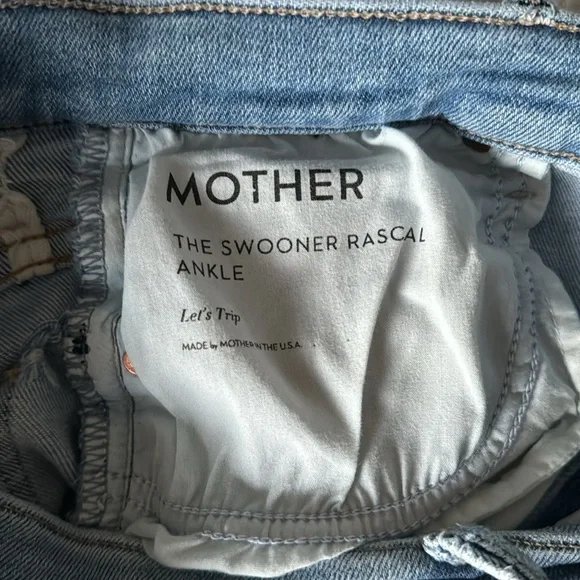 MOTHER
THE SWOONER RASCAL
ANKLE
Let's Trip
MADE by MOTHER IN THE U.S.A.